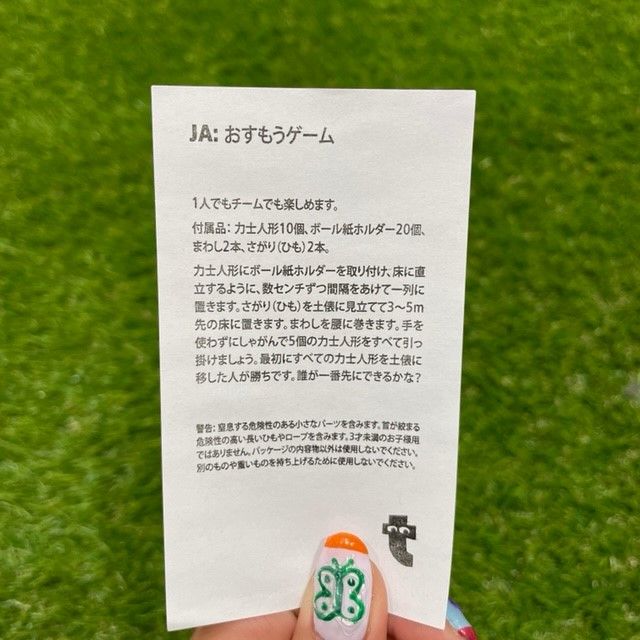 JA: おすもうゲーム
1人でもチームでも楽しめます。
付属品：力士人形10個、ボール紙ホルダー20個、
まわし2本、さがり（ひも）2本。
力士人形にボール紙ホルダーを取り付け、床に直
立するように、数センチずつ間隔をあけて一列に
置きます。さがり（ひも）を土俵に見立てて3〜5m
先の床に置きます。まわしを腰に巻きます。手を
使わずにしゃがんで5個の力士人形をすべて引っ
掛けましょう。最初にすべての力士人形を土俵に
移した人が勝ちです。誰が一番先にできるかな？
警告：窒息する危険性のある小さなパーツを含みます。首が絞まる
危険性の高い長いひもやロープを含みます。3才未満のお子様用
ではありません。パッケージの内容物以外は使用しないでください。
別のものや重いものを持ち上げるために使用しないでください。
t